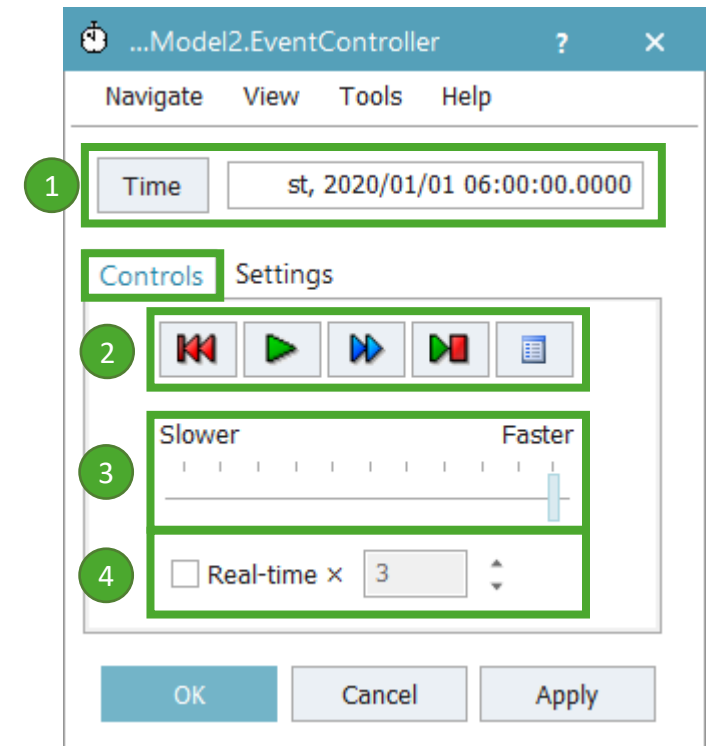 ...Model2.EventController ? ×
Navigate View Tools Help
1 Time st, 2020/01/01 06:00:00.0000
Controls Settings
2
Slower Faster
3
4 Real-time × 3
OK Cancel Apply